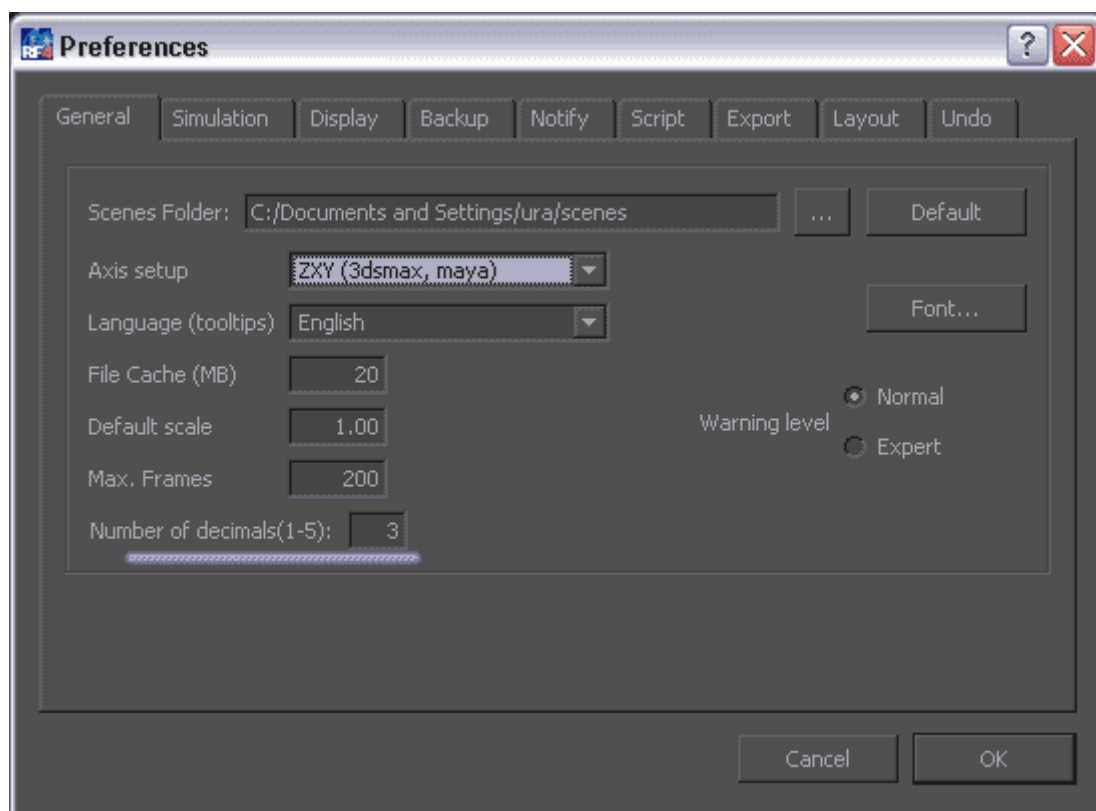 RF4 Preferences ?
General Simulation Display Backup Notify Script Export Layout Undo
Scenes Folder: C:/Documents and Settings/ura/scenes ... Default
Axis setup ZXY (3dsmax, maya)
Font...
Language (tooltips) English
File Cache (MB) 20
Normal
Default scale 1.00 Warning level
Expert
Max. Frames 200
Number of decimals(1-5): 3
Cancel OK